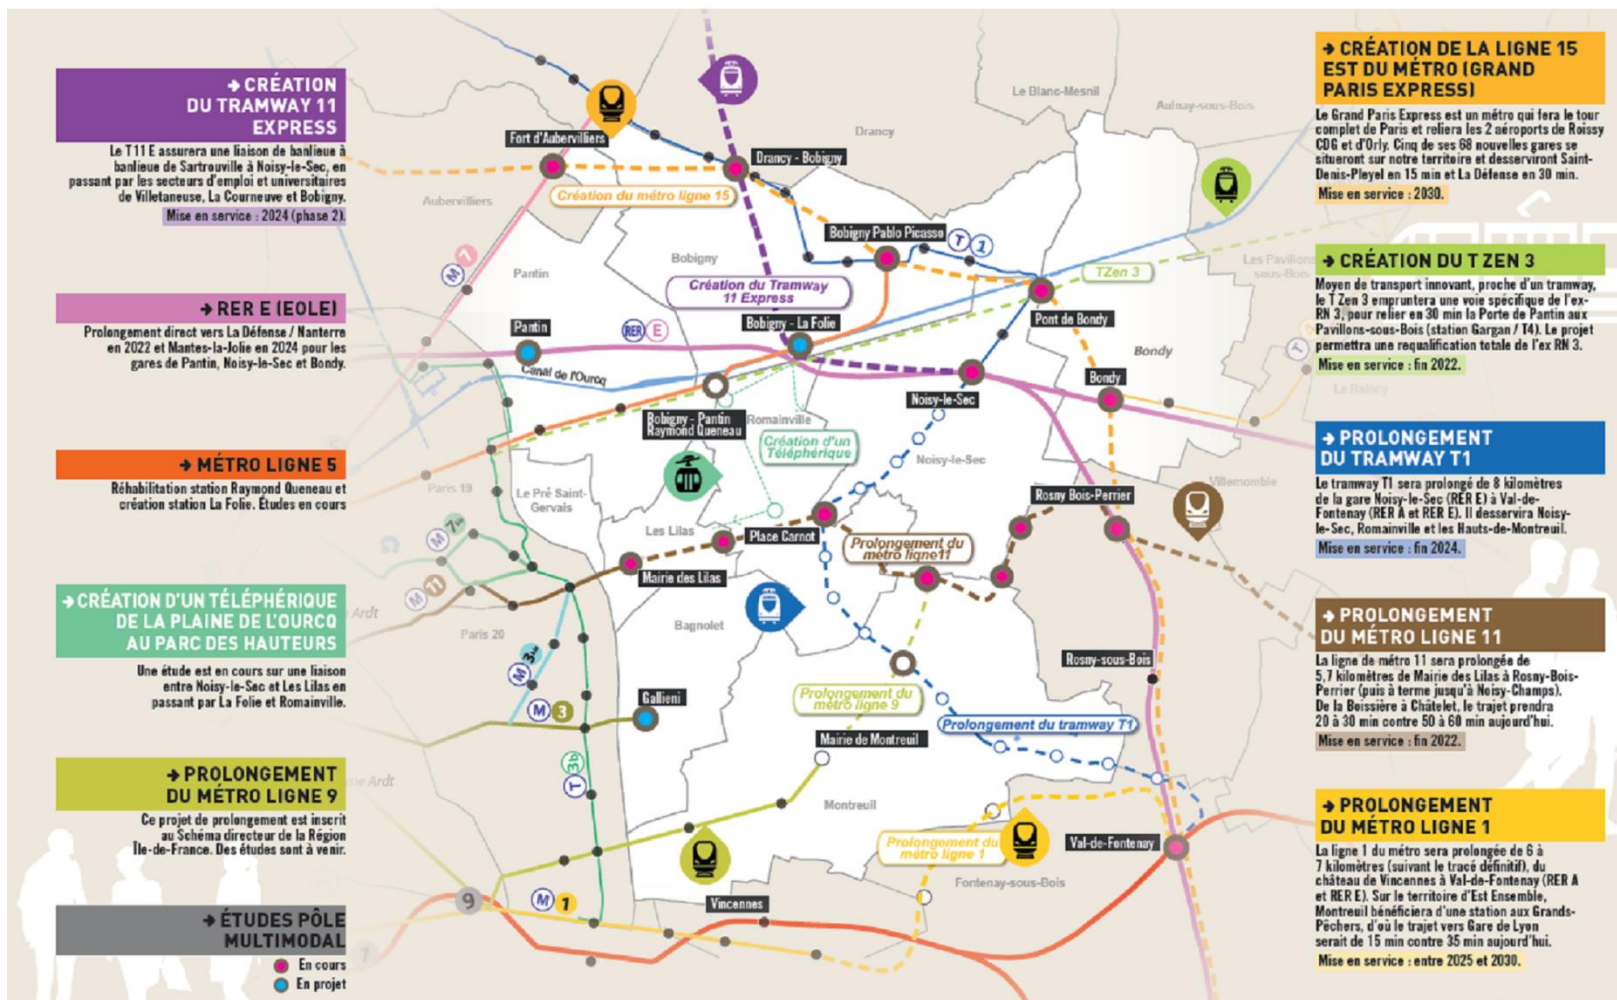 ➔ CRÉATION
DU TRAMWAY 11
EXPRESS
Le T11 E assurera une liaison de banlieue à
banlieue de Sartrouville à Noisy-le-Sec, en
passant par les secteurs d'emploi et universitaires
de Villetaneuse, La Courneuve et Bobigny.
Mise en service : 2024 (phase 2).
➔ RER E (EOLE)
Prolongement direct vers La Défense / Nanterre
en 2022 et Mantes-la-Jolie en 2024 pour les
gares de Pantin, Noisy-le-Sec et Bondy.
➔ MÉTRO LIGNE 5
Réhabilitation station Raymond Queneau et
création station La Folie. Études en cours
➔ CRÉATION D'UN TÉLÉPHÉRIQUE
DE LA PLAINE DE L'OURCQ
AU PARC DES HAUTEURS
Une étude est en cours sur une liaison
entre Noisy-le-Sec et Les Lilas en
passant par La Folie et Romainville.
➔ PROLONGEMENT
DU MÉTRO LIGNE 9
Ce projet de prolongement est inscrit
au Schéma directeur de la Région
Île-de-France. Des études sont à venir.
➔ ÉTUDES PÔLE
MULTIMODAL
En cours
En projet
Le Blanc-Mesnil
Aulnay-sous-Bois
Drancy
Fort d'Aubervilliers
Drancy - Bobigny
Création du métro ligne 15
Aubervilliers
Bobigny Pablo Picasso
T 1
M 7
Pantin
Bobigny
Les Pavillons
sous-Bois
TZen 3
Création du Tramway
11 Express
Pantin
RER E
Bobigny - La Folie
Pont de Bondy
Bondy
T
Canal de l'Ourcq
Bondy
Le Raincy
Noisy-le-Sec
Bobigny - Pantin
Raymond Queneau
Romainville
Création d'un
Téléphérique
Noisy-le-Sec
Villemomble
Paris 19
Le Pré Saint-
Gervais
Rosny Bois-Perrier
Les Lilas
Place Carnot
Prolongement du
métro ligne11
M
Mairie des Lilas
M 11
Ardt
Paris 20
Bagnolet
Rosny-sous-Bois
M
Gallieni
Prolongement du
métro ligne 9
M 3
Prolongement du tramway T1
Mairie de Montreuil
T 3b
Ardt
Montreuil
Prolongement du
métro ligne 1
Val-de-Fontenay
Fontenay-sous-Bois
9
M 1
Vincennes
➔ CRÉATION DE LA LIGNE 15
EST DU MÉTRO (GRAND
PARIS EXPRESS)
Le Grand Paris Express est un métro qui fera le tour
complet de Paris et reliera les 2 aéroports de Roissy
CDG et d'Orly. Cinq de ses 68 nouvelles gares se
situeront sur notre territoire et desserviront Saint-
Denis-Pleyel en 15 min et La Défense en 30 min.
Mise en service : 2030.
➔ CRÉATION DU T ZEN 3
Moyen de transport innovant, proche d'un tramway,
le T Zen 3 empruntera une voie spécifique de l'ex-
RN 3, pour relier en 30 min la Porte de Pantin aux
Pavillons-sous-Bois (station Gargan / T4). Le projet
permettra une requalification totale de l'ex RN 3.
Mise en service : fin 2022.
➔ PROLONGEMENT
DU TRAMWAY T1
Le tramway T1 sera prolongé de 8 kilomètres
de la gare Noisy-le-Sec (RER E) à Val-de-
Fontenay (RER A et RER E). Il desservira Noisy-
le-Sec, Romainville et les Hauts-de-Montreuil.
Mise en service : fin 2024.
➔ PROLONGEMENT
DU MÉTRO LIGNE 11
La ligne de métro 11 sera prolongée de
5,7 kilomètres de Mairie des Lilas à Rosny-Bois-
Perrier (puis à terme jusqu'à Noisy-Champs).
De la Boissière à Châtelet, le trajet prendra
20 à 30 min contre 50 à 60 min aujourd'hui.
Mise en service : fin 2022.
➔ PROLONGEMENT
DU MÉTRO LIGNE 1
La ligne 1 du métro sera prolongée de 6 à
7 kilomètres (suivant le tracé définitif), du
château de Vincennes à Val-de-Fontenay (RER A
et RER E). Sur le territoire d'Est Ensemble,
Montreuil bénéficiera d'une station aux Grands-
Pêchers, d'où le trajet vers Gare de Lyon
serait de 15 min contre 35 min aujourd'hui.
Mise en service : entre 2025 et 2030.